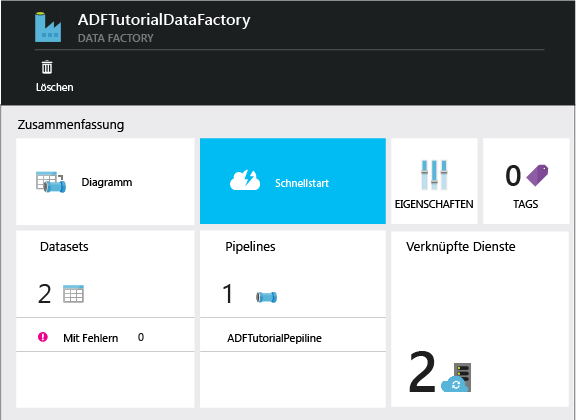 ADFTutorialDataFactory
DATA FACTORY
Löschen
Zusammenfassung
Diagramm
Schnellstart
EIGENSCHAFTEN
0
TAGS
Datasets
2
Mit Fehlern 0
Pipelines
1
ADFTutorialPepiline
Verknüpfte Dienste
2